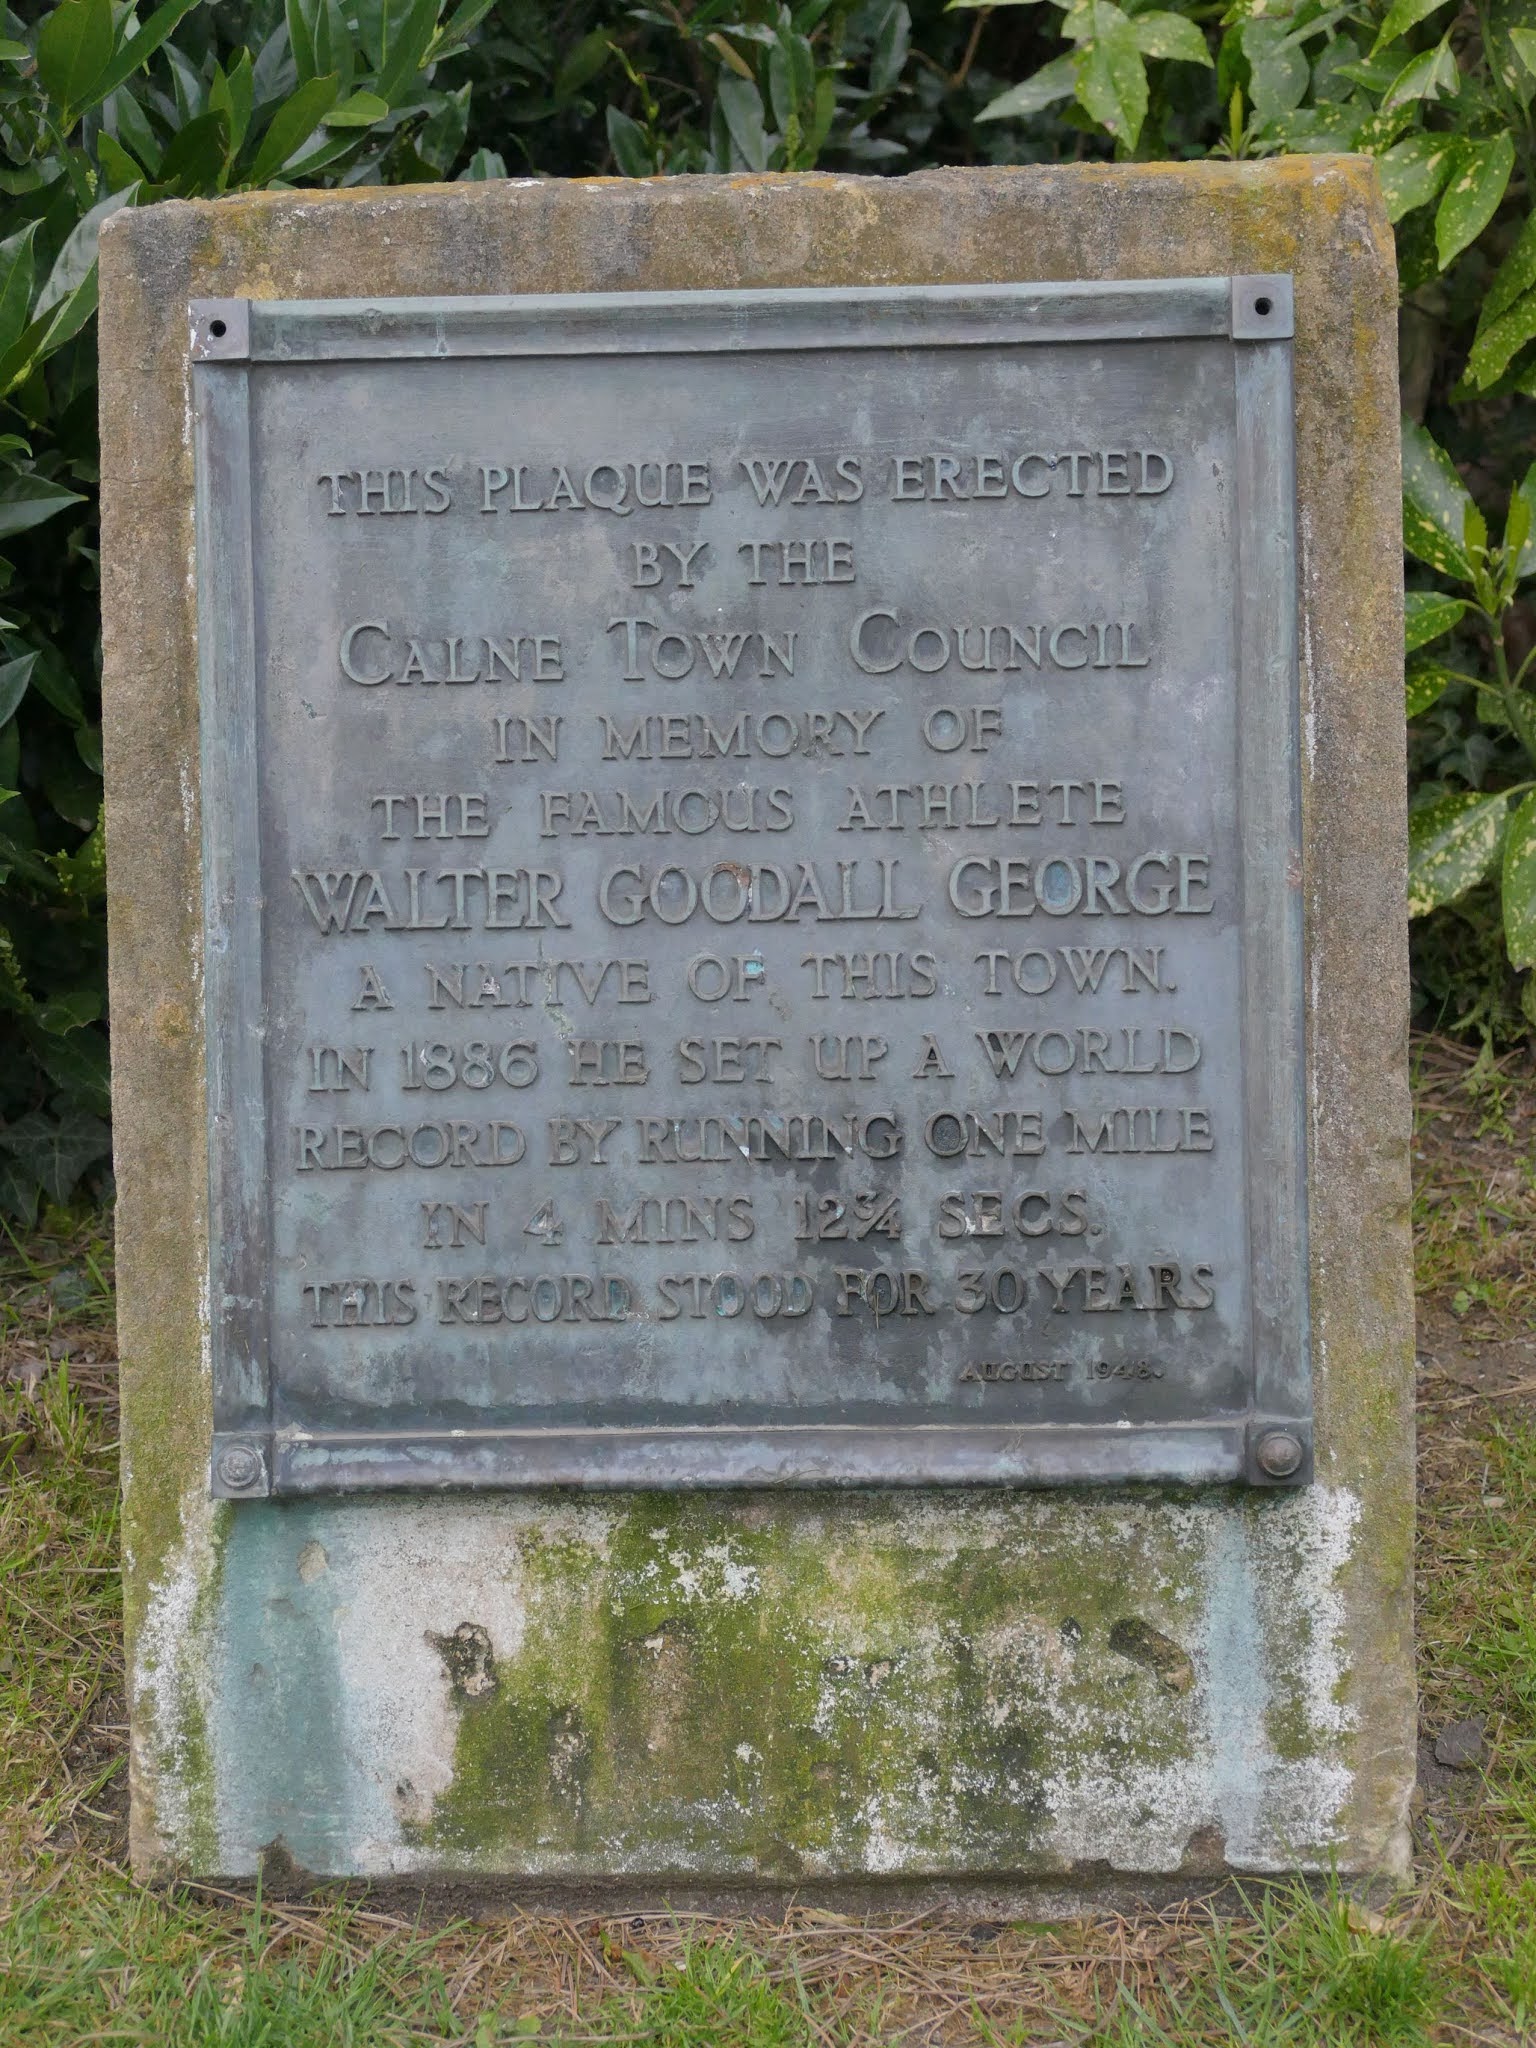 THIS PLAQUE WAS ERECTED
BY THE
CALNE TOWN COUNCIL
IN MEMORY OF
THE FAMOUS ATHLETE
WALTER GOODALL GEORGE
A NATIVE OF THIS TOWN.
IN 1886 HE SET UP A WORLD
RECORD BY RUNNING ONE MILE
IN 4 MINS 12¾ SECS.
THIS RECORD STOOD FOR 30 YEARS
AUGUST 1948.